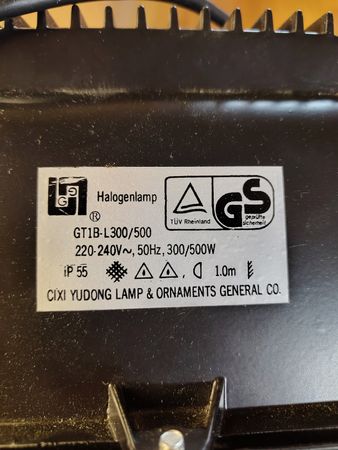 GG
Halogenlamp
TÜV Rheinland
GS
geprüfte
Sicherheit
®
GT1B-L300/500
220-240V~, 50Hz, 300/500W
IP 55 1.0m
CIXI YUDONG LAMP & ORNAMENTS GENERAL CO.